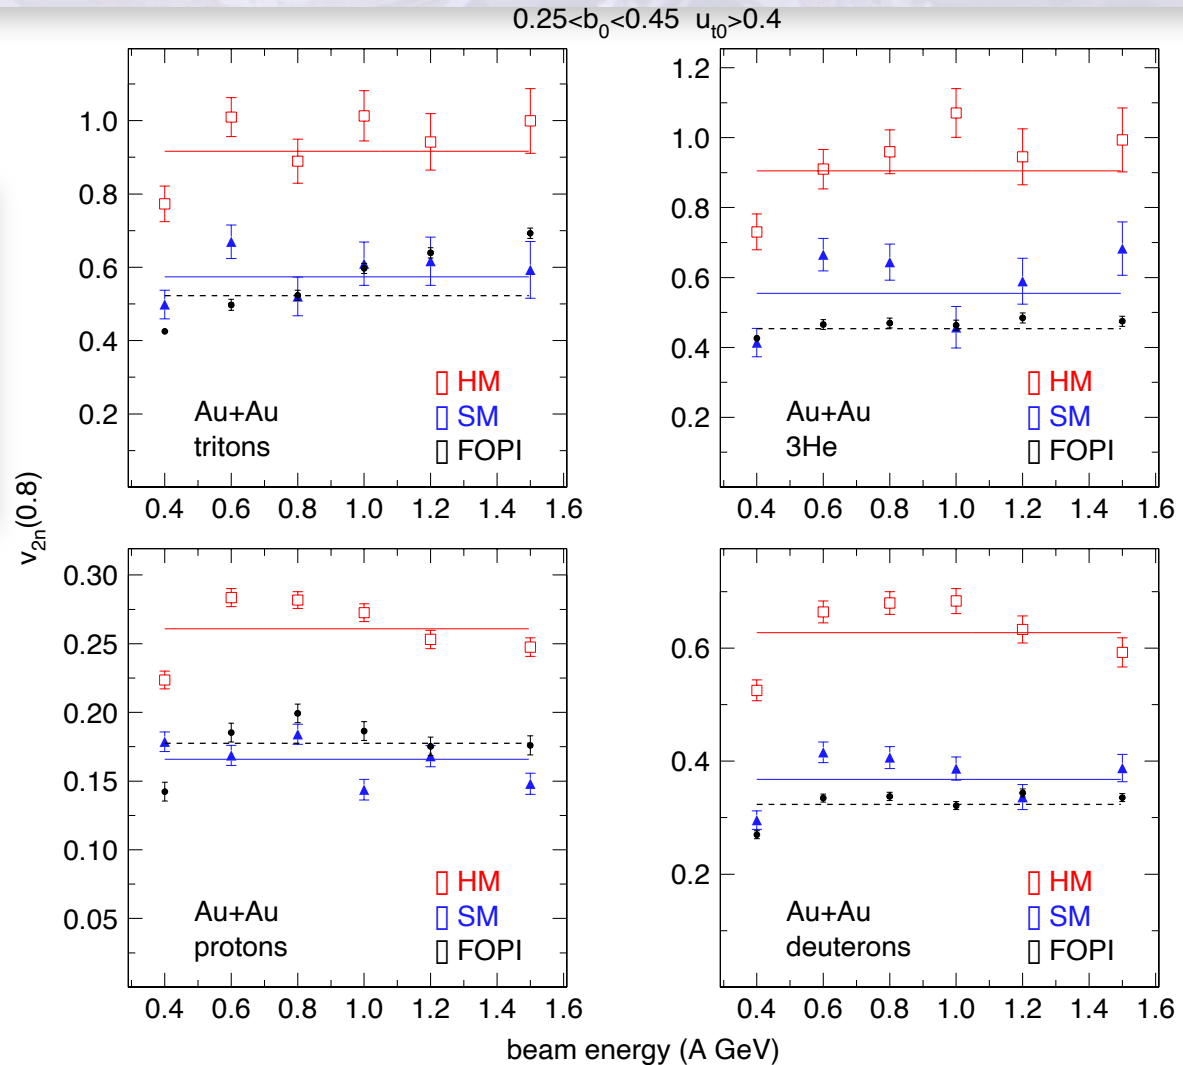 0.25<b0<0.45 ut0>0.4
v2n(0.8)
1.0
0.8
0.6
0.4
0.2
HM
SM
FOPI
Au+Au
tritons
0.4 0.6 0.8 1.0 1.2 1.4 1.6
1.2
1.0
0.8
0.6
0.4
0.2
HM
SM
FOPI
Au+Au
3He
0.4 0.6 0.8 1.0 1.2 1.4 1.6
0.30
0.25
0.20
0.15
0.10
0.05
HM
SM
FOPI
Au+Au
protons
0.4 0.6 0.8 1.0 1.2 1.4 1.6
0.6
0.4
0.2
HM
SM
FOPI
Au+Au
deuterons
0.4 0.6 0.8 1.0 1.2 1.4 1.6
beam energy (A GeV)